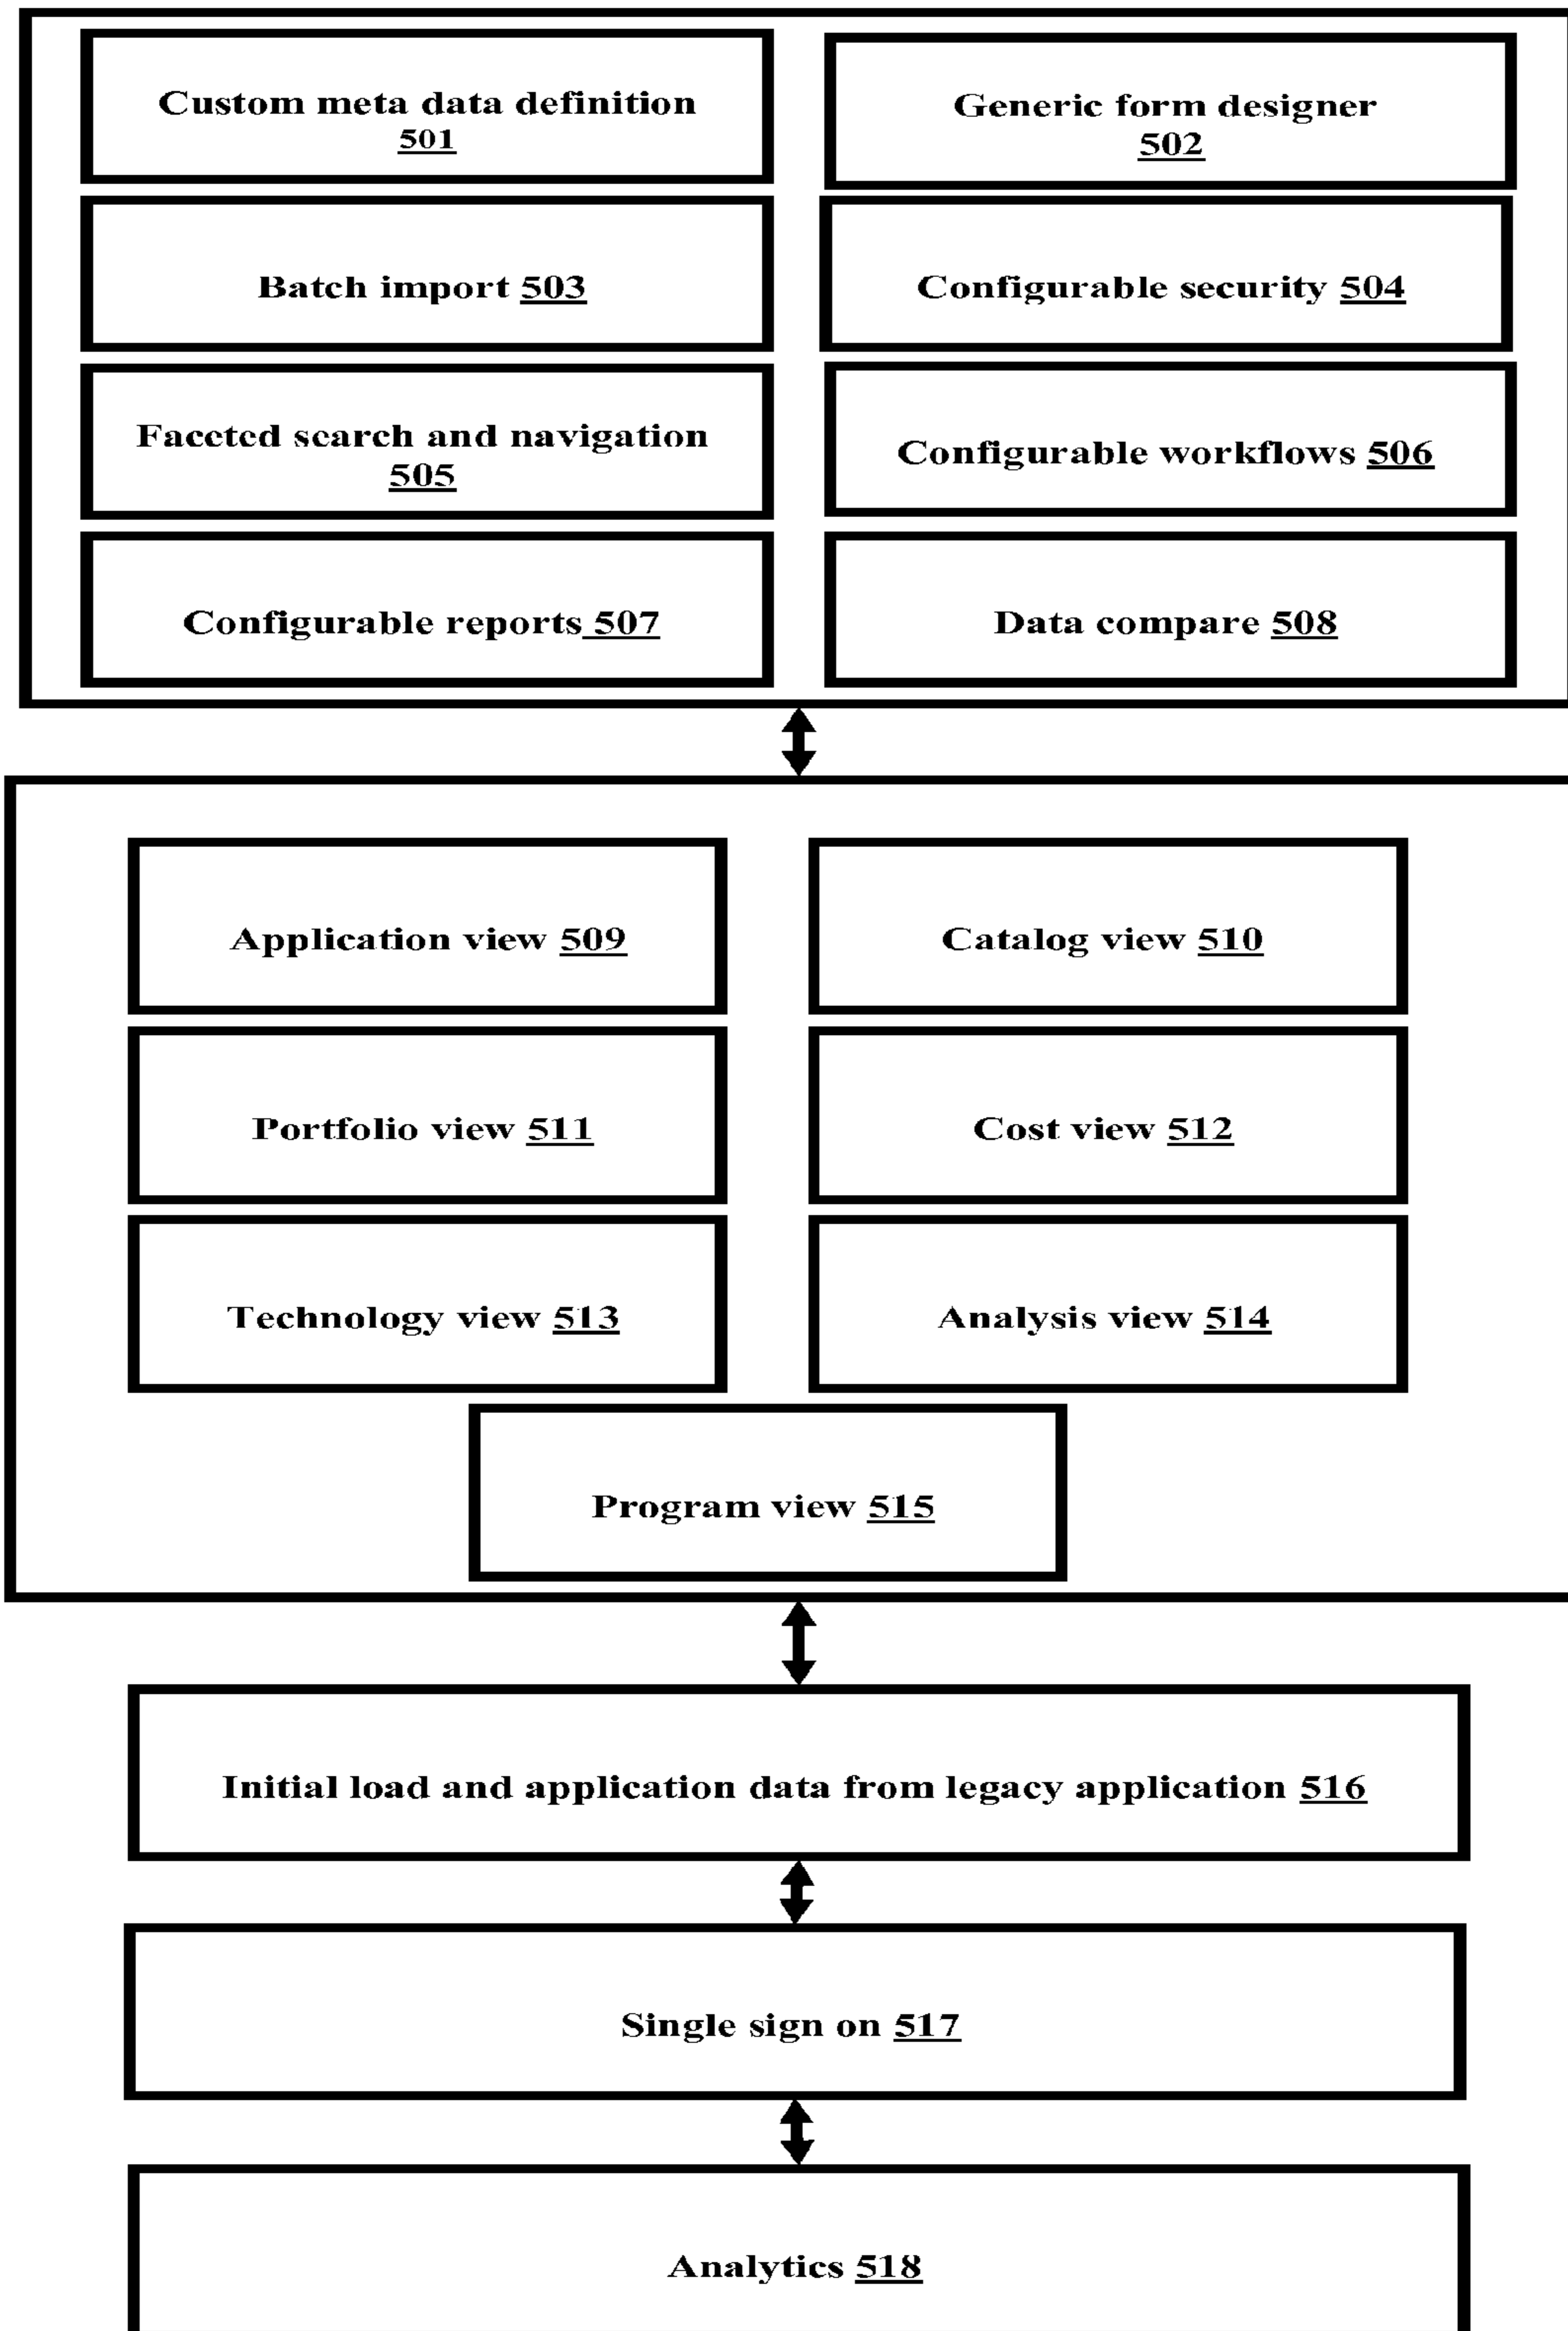 Custom meta data definition
501
Generic form designer
502
Batch import 503
Configurable security 504
Faceted search and navigation
505
Configurable workflows 506
Configurable reports 507
Data compare 508
Application view 509
Catalog view 510
Portfolio view 511
Cost view 512
Technology view 513
Analysis view 514
Program view 515
Initial load and application data from legacy application 516
Single sign on 517
Analytics 518